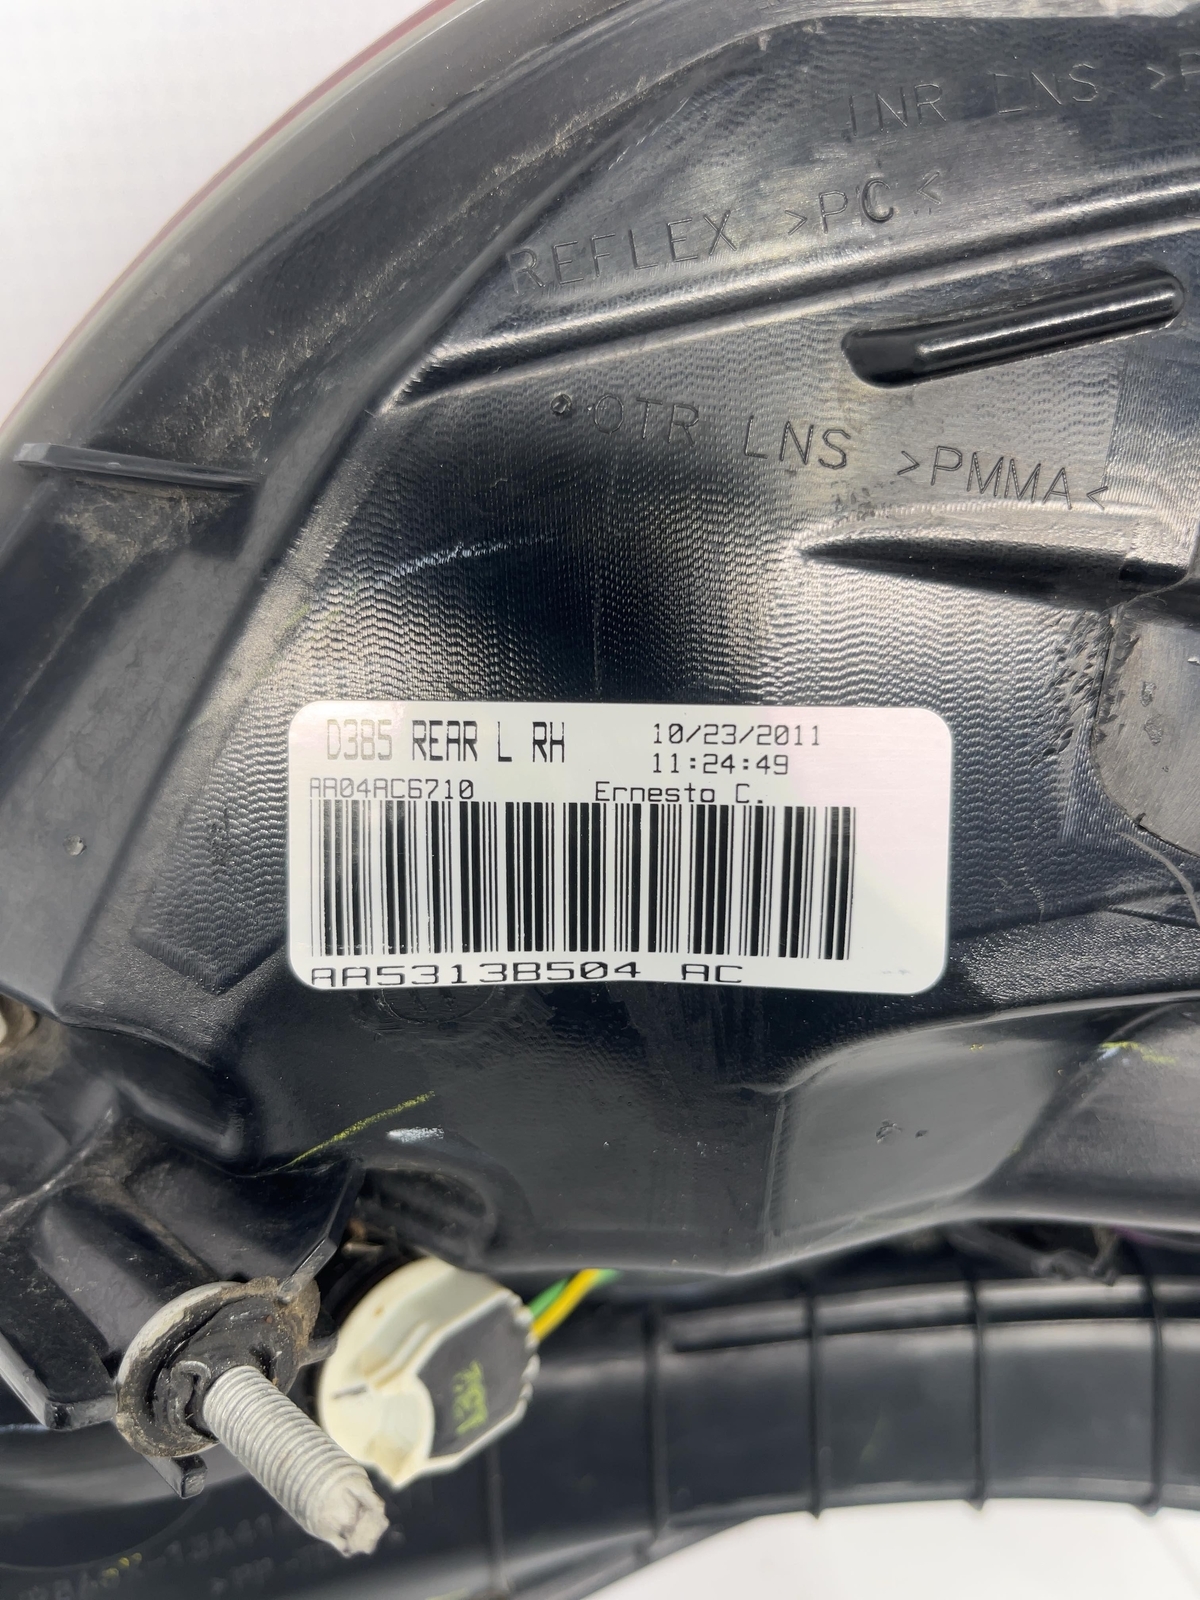 INR LNS
REFLEX >PC<
OTR LNS >PMMA<
D385 REAR L RH
10/23/2011
11:24:49
AA04AC6710
Ernesto C.
AA5313B504 AC